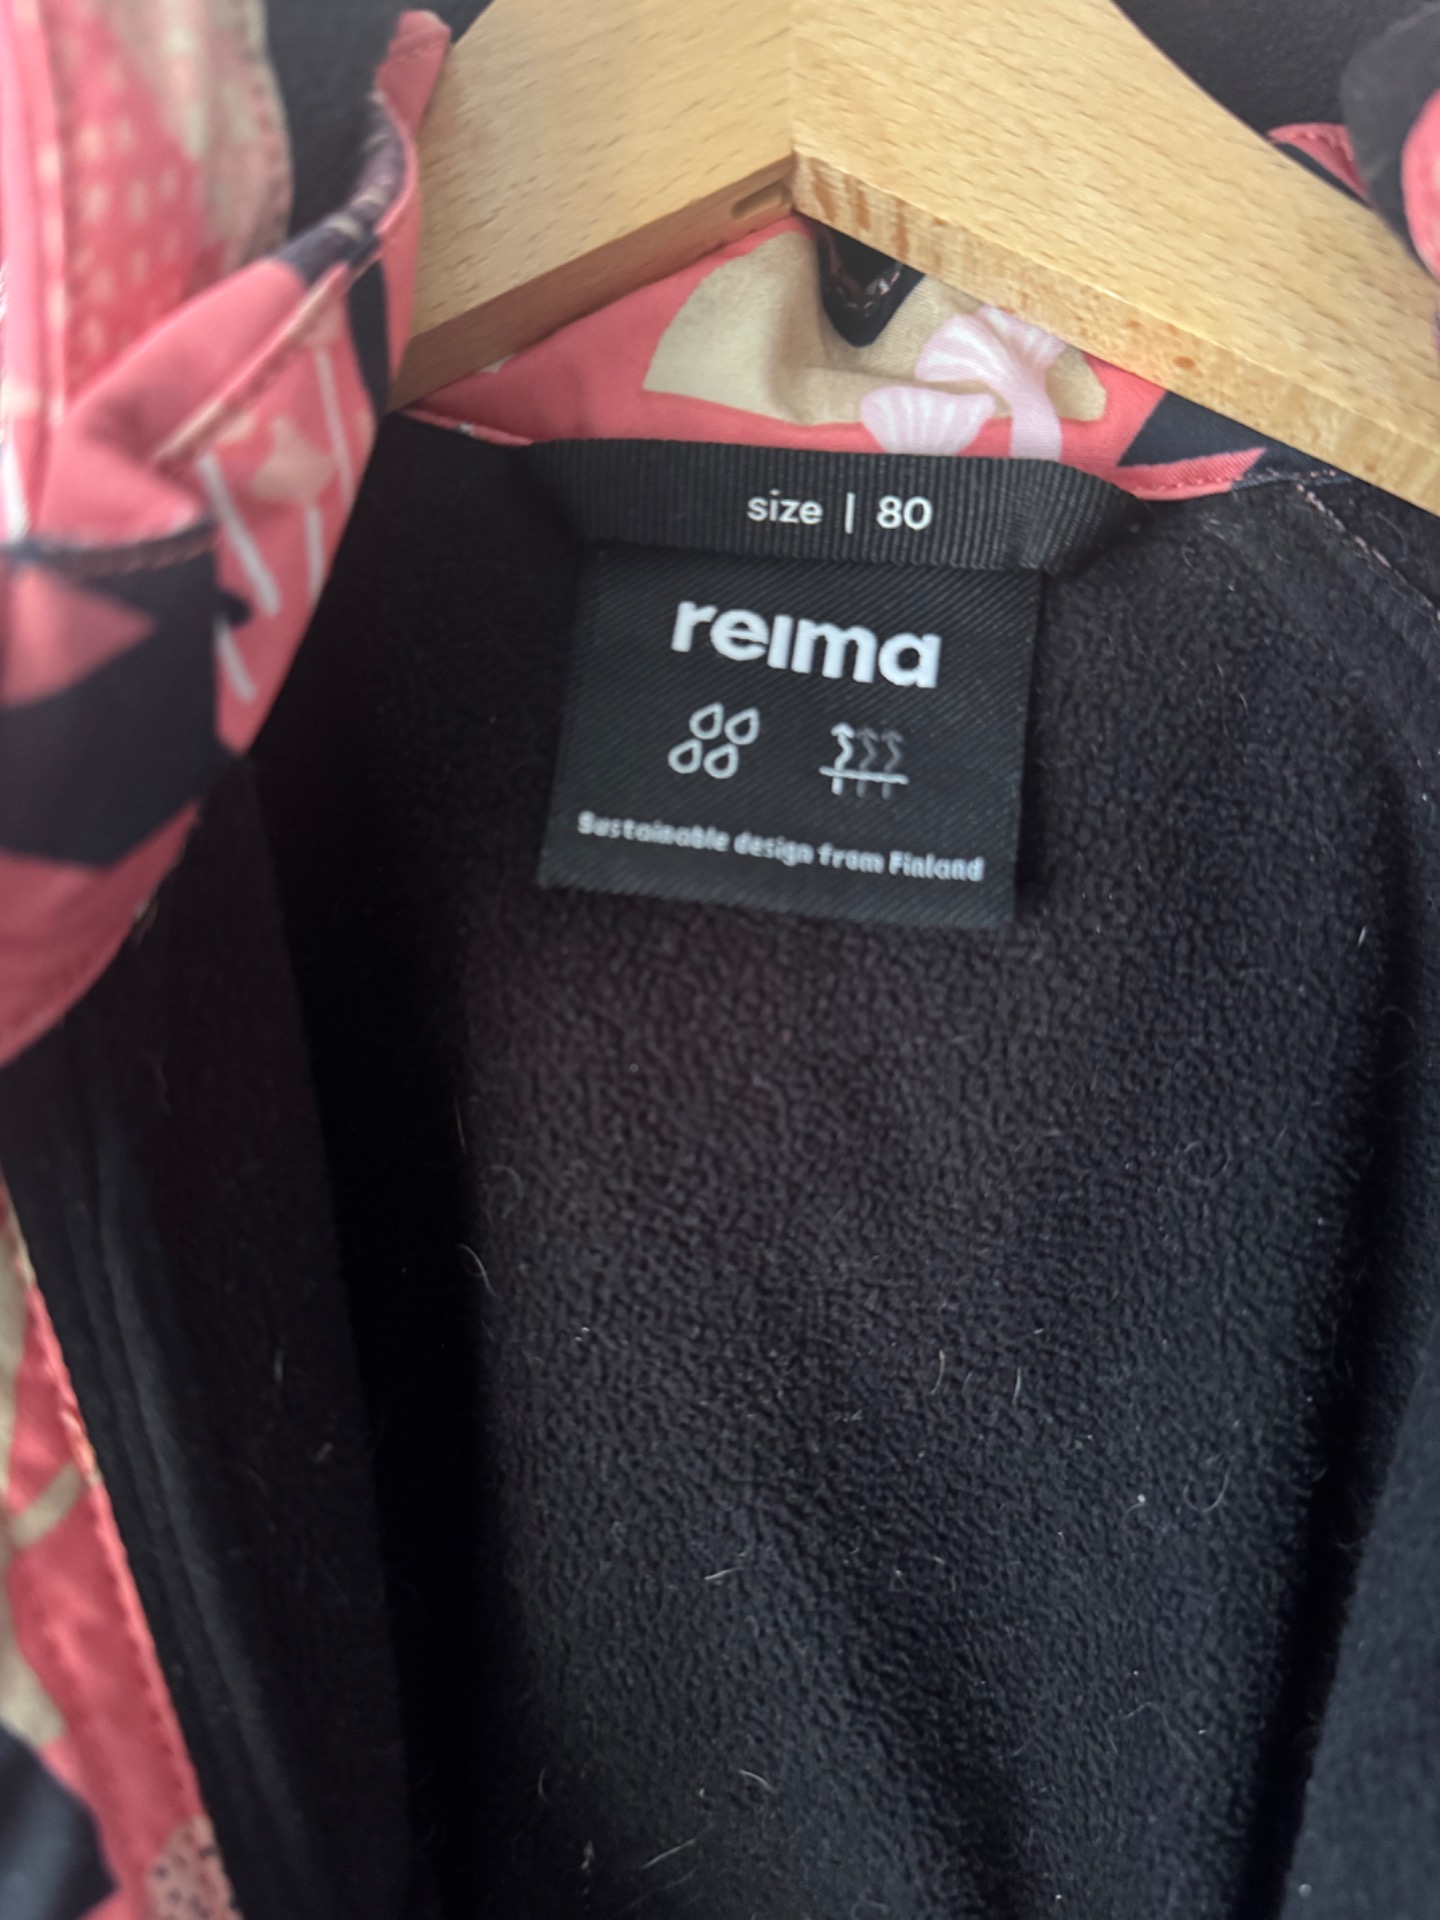 size | 80
reima
Sustainable design from Finland